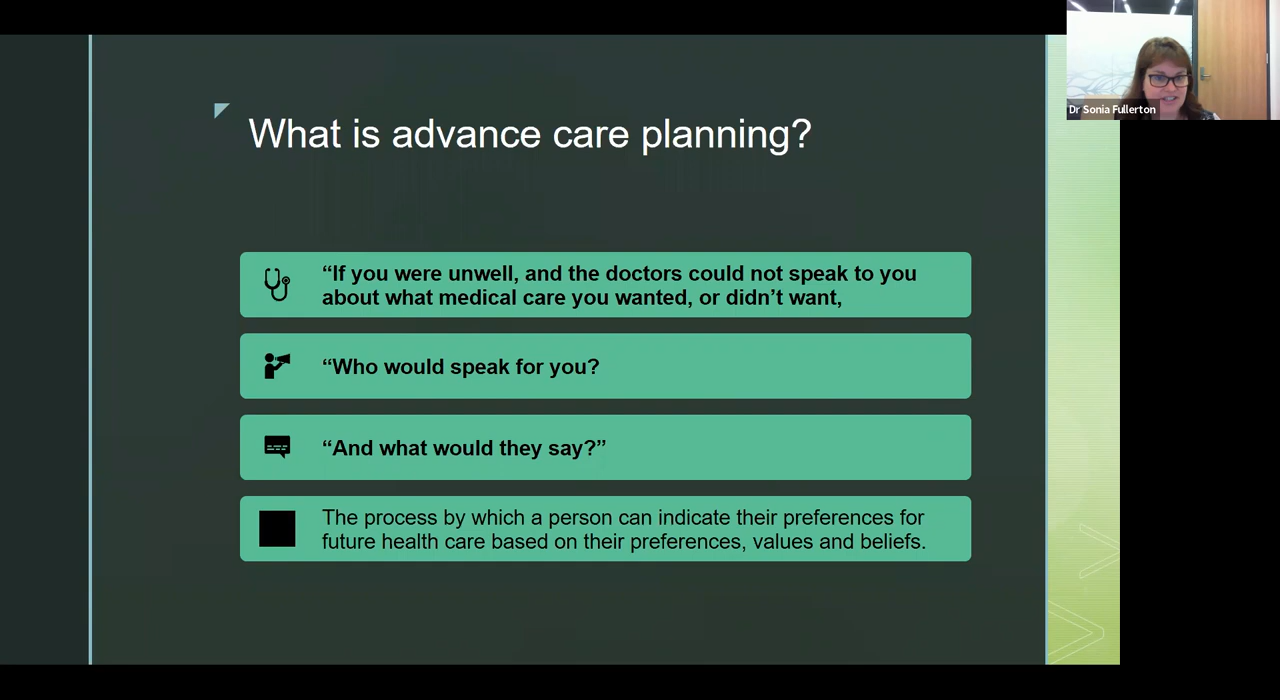 What is advance care planning?
“If you were unwell, and the doctors could not speak to you
about what medical care you wanted, or didn’t want,
“Who would speak for you?
“And what would they say?”
The process by which a person can indicate their preferences for
future health care based on their preferences, values and beliefs.
Dr Sonia Fullerton